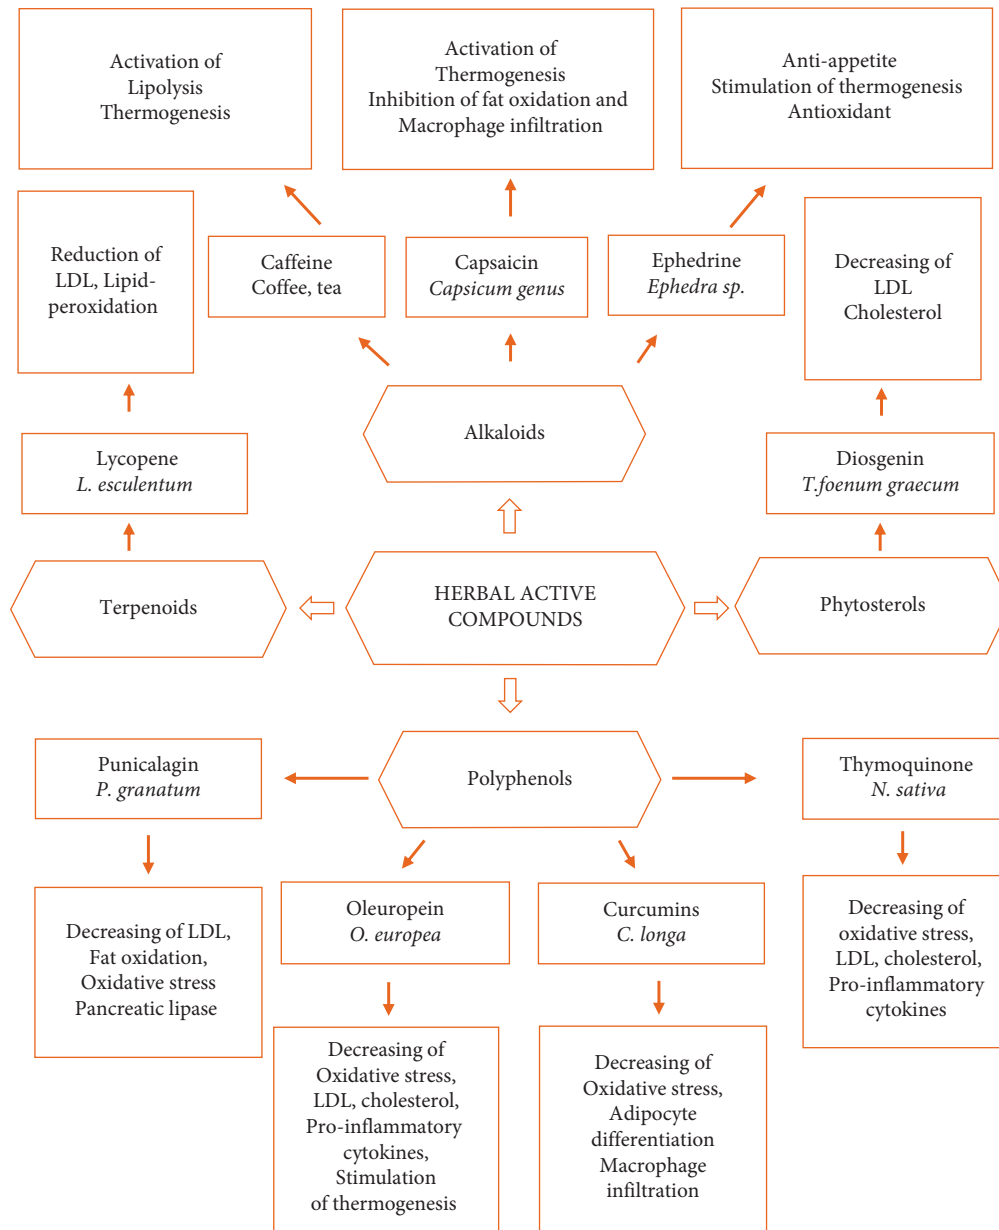 Activation of
Lipolysis
Thermogenesis
Activation of
Thermogenesis
Inhibition of fat oxidation and
Macrophage infiltration
Anti-appetite
Stimulation of thermogenesis
Antioxidant
Reduction of
LDL, Lipid-
peroxidation
Caffeine
Coffee, tea
Capsaicin
Capsicum genus
Ephedrine
Ephedra sp.
Decreasing of
LDL
Cholesterol
Alkaloids
Lycopene
L. esculentum
Diosgenin
T.foenum graecum
Terpenoids
HERBAL ACTIVE
COMPOUNDS
Phytosterols
Punicalagin
P. granatum
Polyphenols
Thymoquinone
N. sativa
Decreasing of LDL,
Fat oxidation,
Oxidative stress
Pancreatic lipase
Oleuropein
O. europea
Curcumins
C. longa
Decreasing of
oxidative stress,
LDL, cholesterol,
Pro-inflammatory
cytokines
Decreasing of
Oxidative stress,
LDL, cholesterol,
Pro-inflammatory
cytokines,
Stimulation
of thermogenesis
Decreasing of
Oxidative stress,
Adipocyte
differentiation
Macrophage
infiltration